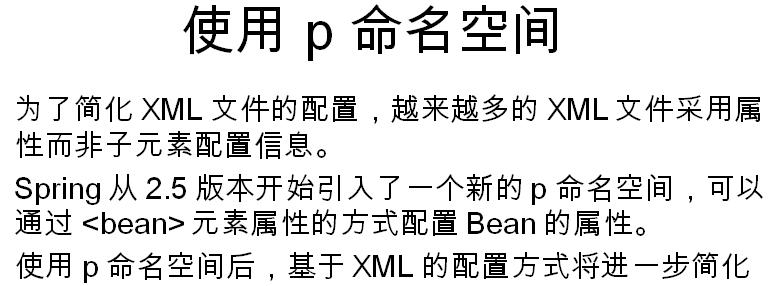 使用 p 命名空间
为了简化 XML 文件的配置，越来越多的 XML 文件采用属
性而非子元素配置信息。
Spring 从 2.5 版本开始引入了一个新的 p 命名空间，可以
通过 <bean> 元素属性的方式配置 Bean 的属性。
使用 p 命名空间后，基于 XML 的配置方式将进一步简化